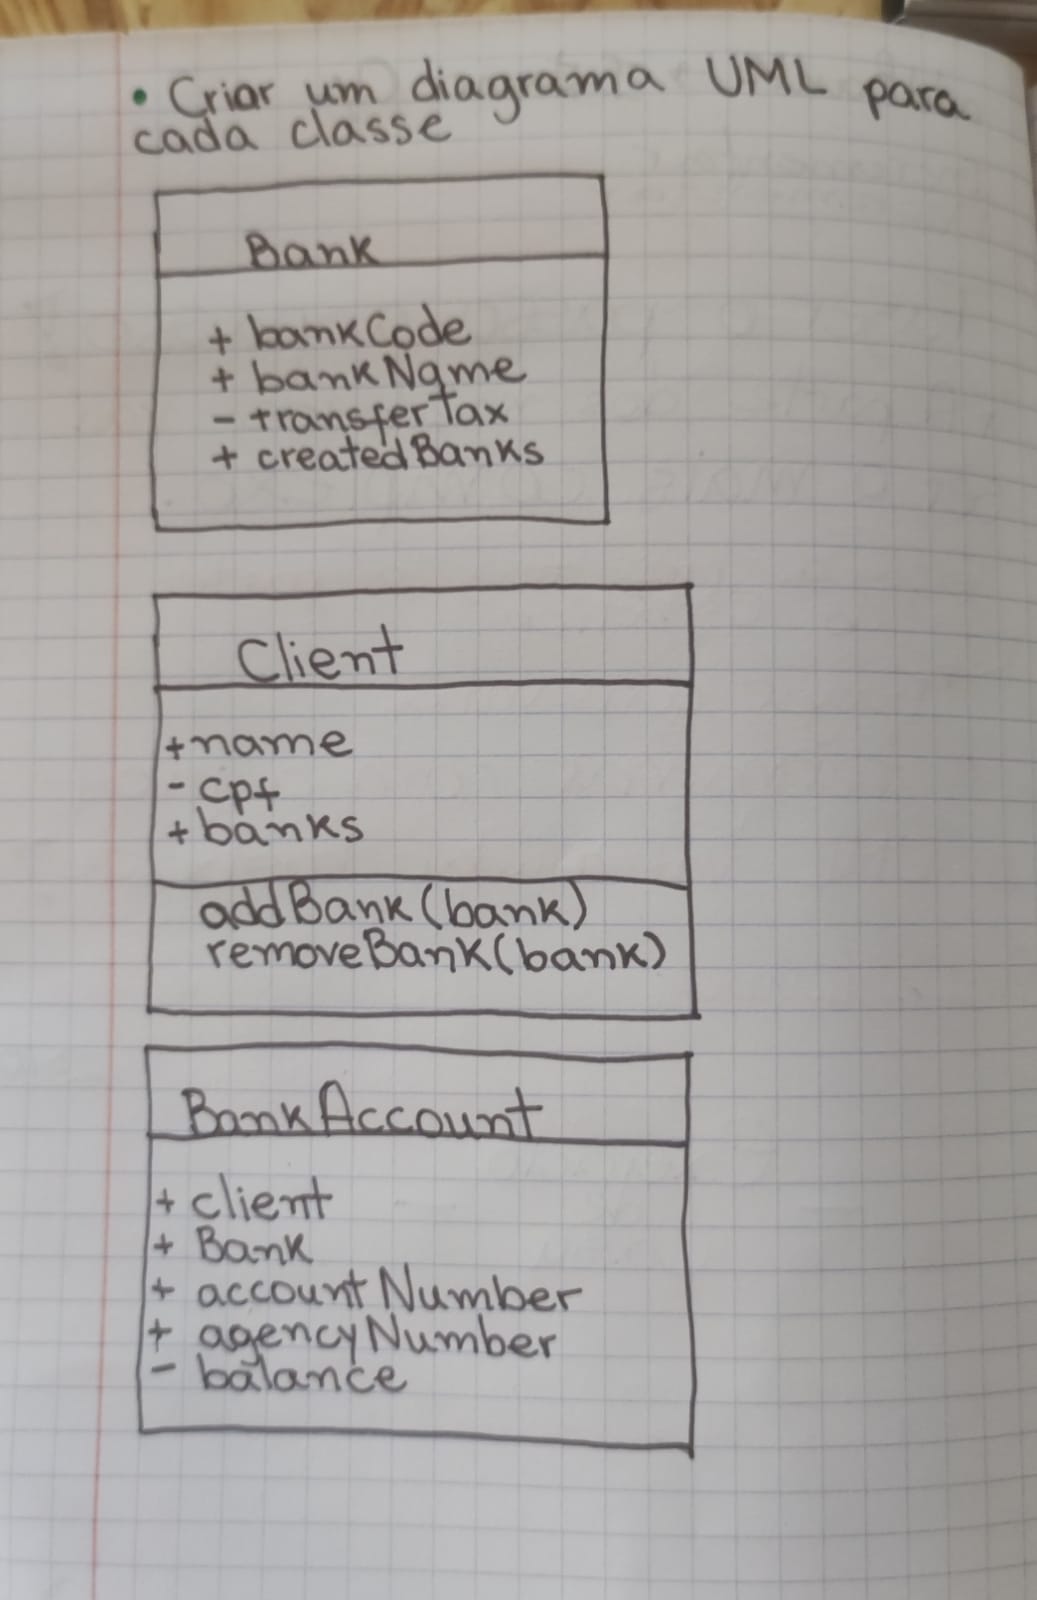 • Criar um diagrama UML para
cada classe
Bank
+ bankCode
+ bankName
- transferTax
+ createdBanks
Client
+ name
- cpf
+ banks
addBank(bank)
removeBank(bank)
BankAccount
+ client
+ Bank
+ accountNumber
+ agencyNumber
- balance